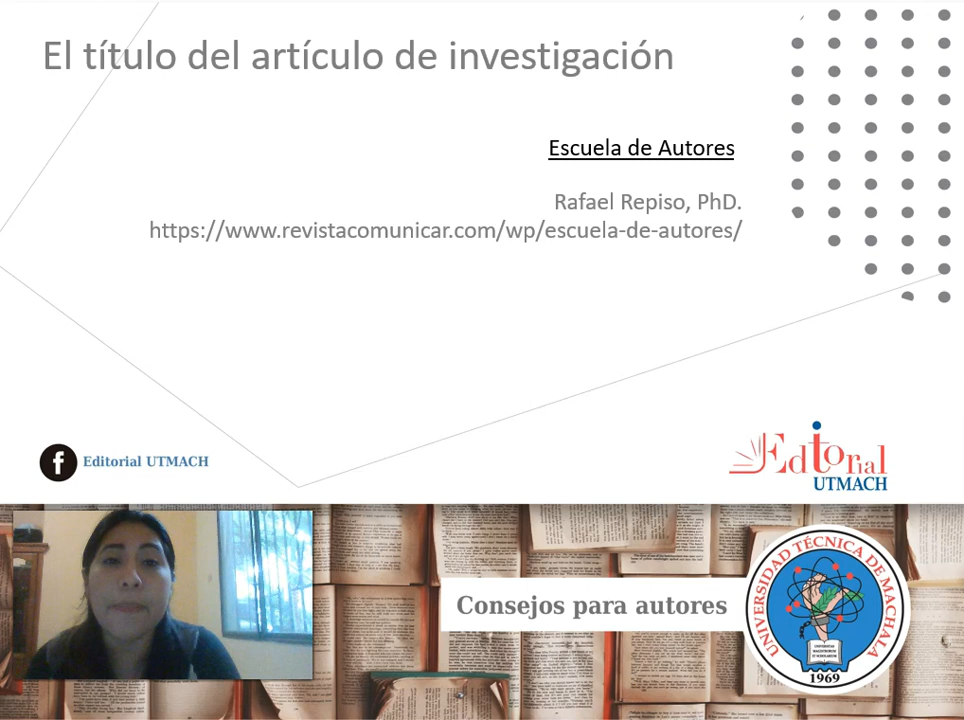 El título del artículo de investigación
Escuela de Autores
Rafael Repiso, PhD.
https://www.revistacomunicar.com/wp/escuela-de-autores/
f Editorial UTMACH
Editorial
UTMACH
Consejos para autores
UNIVERSIDAD TÉCNICA DE MACHALA
1969